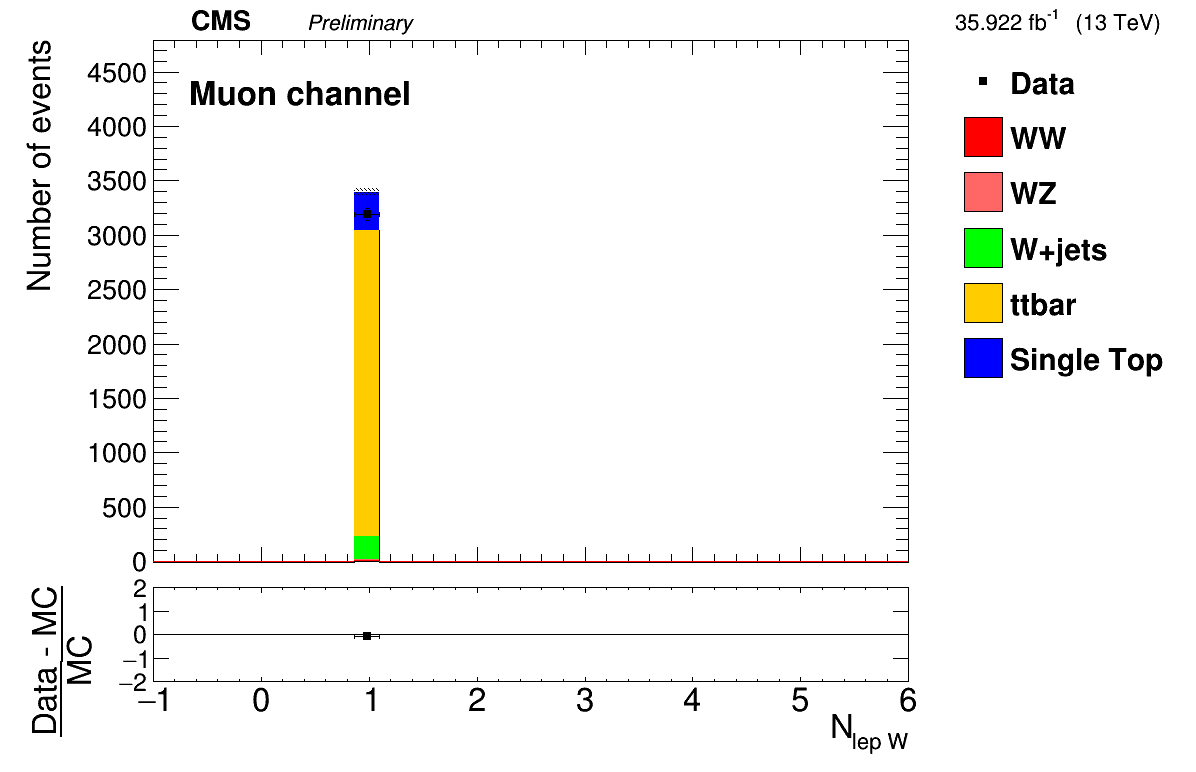 CMS Preliminary 35.922 fb-1 (13 TeV)
Number of events
Muon channel
4500
4000
3500
3000
2500
2000
1500
1000
500
0
Data
WW
WZ
W+jets
ttbar
Single Top
Data - MC
MC
2
1
0
−1
−2
−1 0 1 2 3 4 5 6
Nlep W